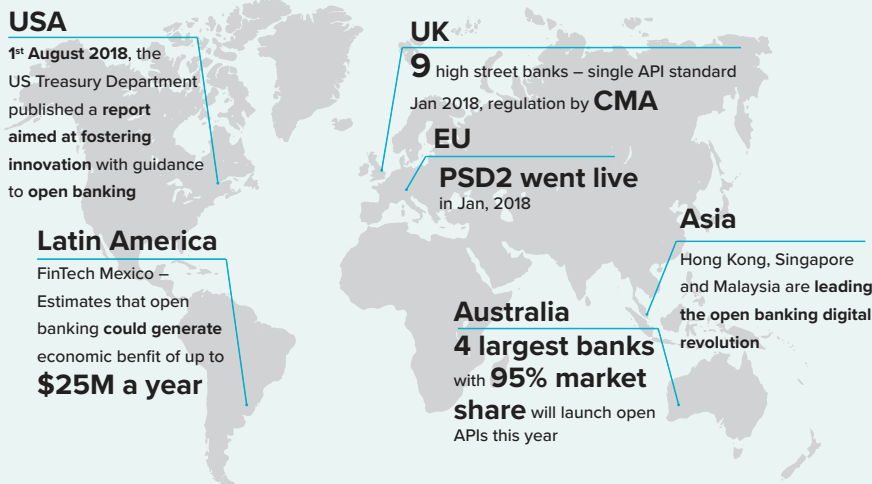 USA
1st August 2018, the
US Treasury Department
published a report
aimed at fostering
innovation with guidance
to open banking
UK
9 high street banks – single API standard
Jan 2018, regulation by CMA
EU
PSD2 went live
in Jan, 2018
Latin America
FinTech Mexico –
Estimates that open
banking could generate
economic benfit of up to
$25M a year
Asia
Hong Kong, Singapore
and Malaysia are leading
the open banking digital
revolution
Australia
4 largest banks
with 95% market
share will launch open
APIs this year